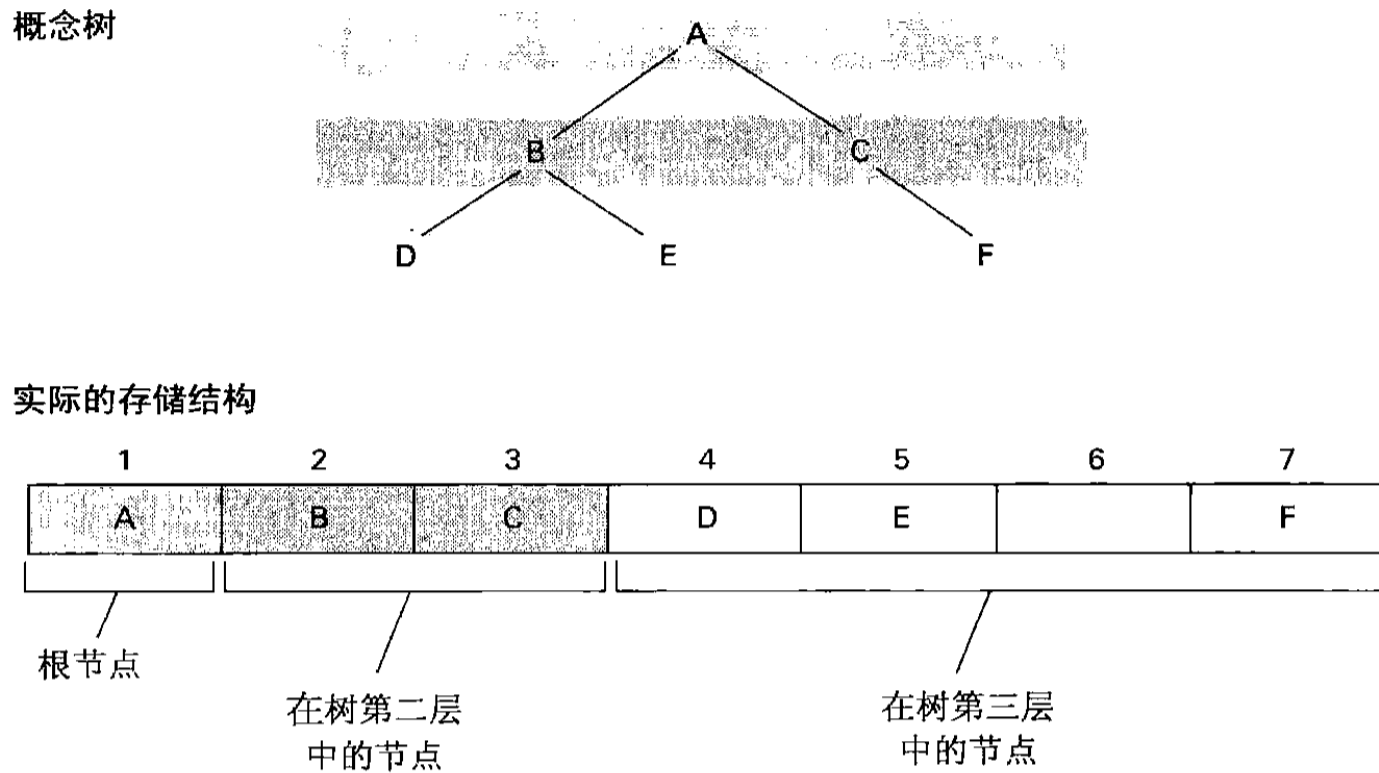 概念树
A
B C
D E F
实际的存储结构
1 2 3 4 5 6 7
A B C D E F
根节点
在树第二层
中的节点
在树第三层
中的节点